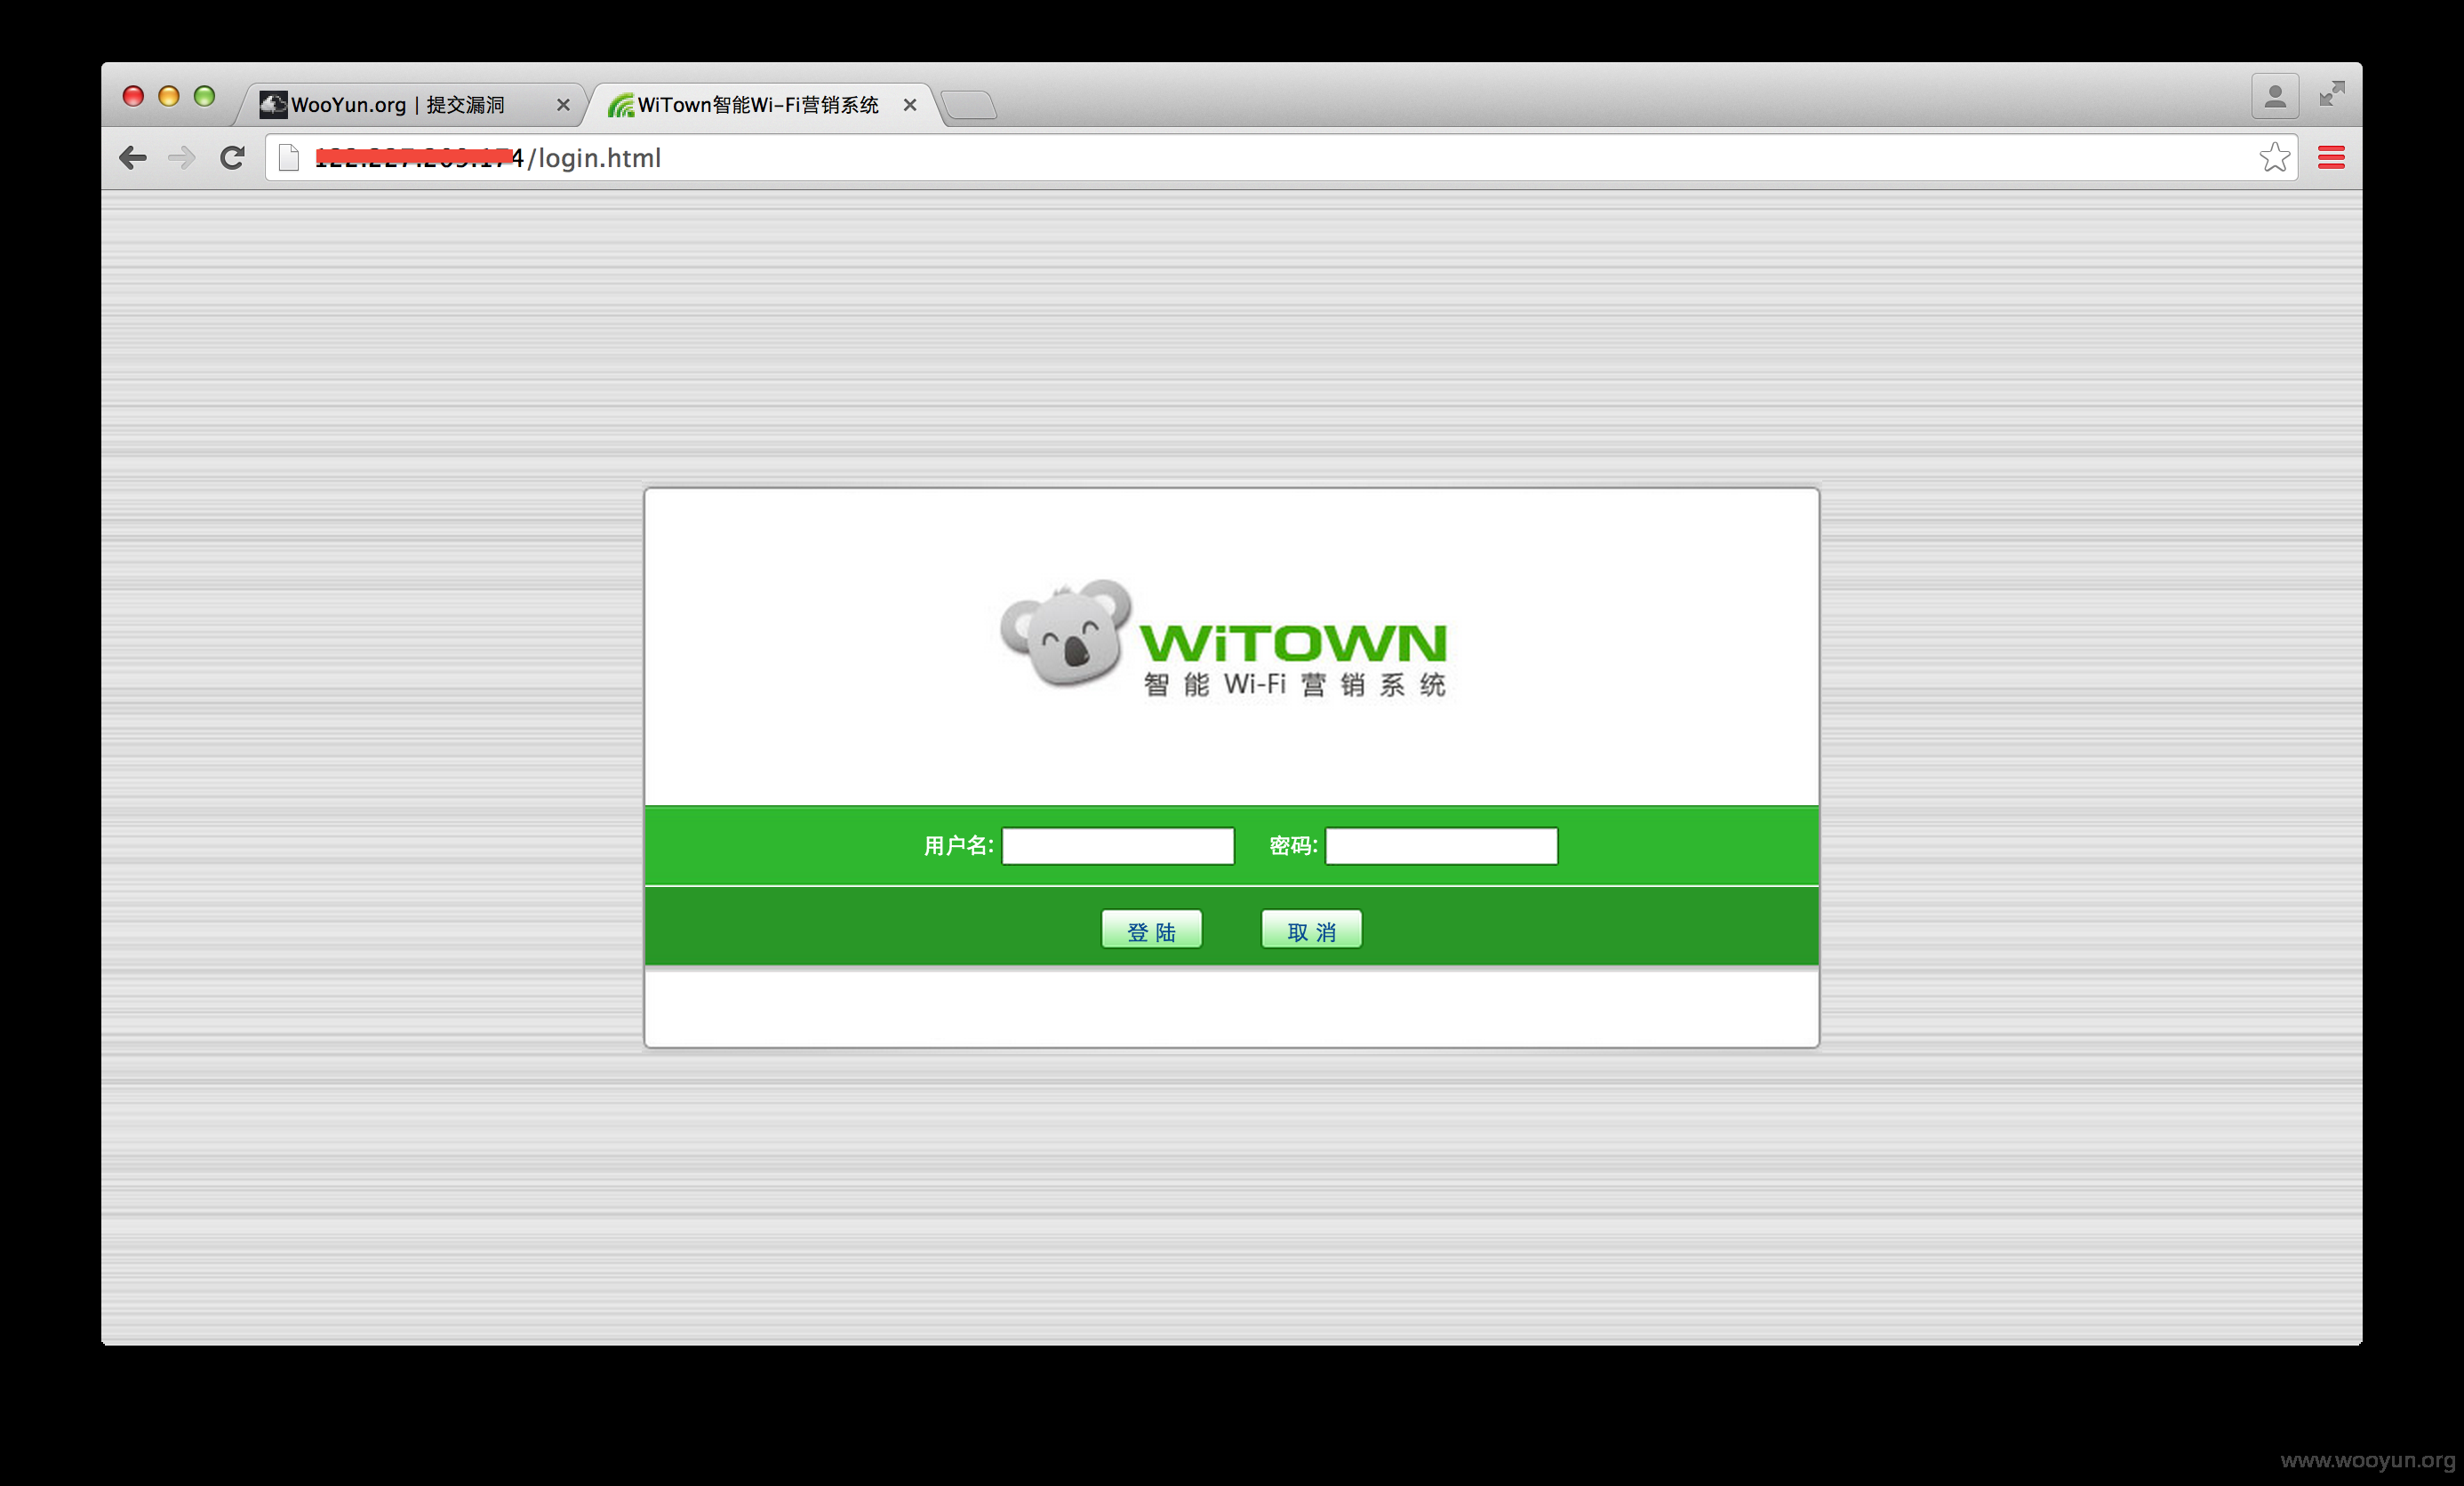 WooYun.org | 提交漏洞
WiTown智能Wi-Fi营销系统
4/login.html
WiTOWN
智能 Wi-Fi 营销系统
用户名:
密码:
登 陆
取 消
www.wooyun.org